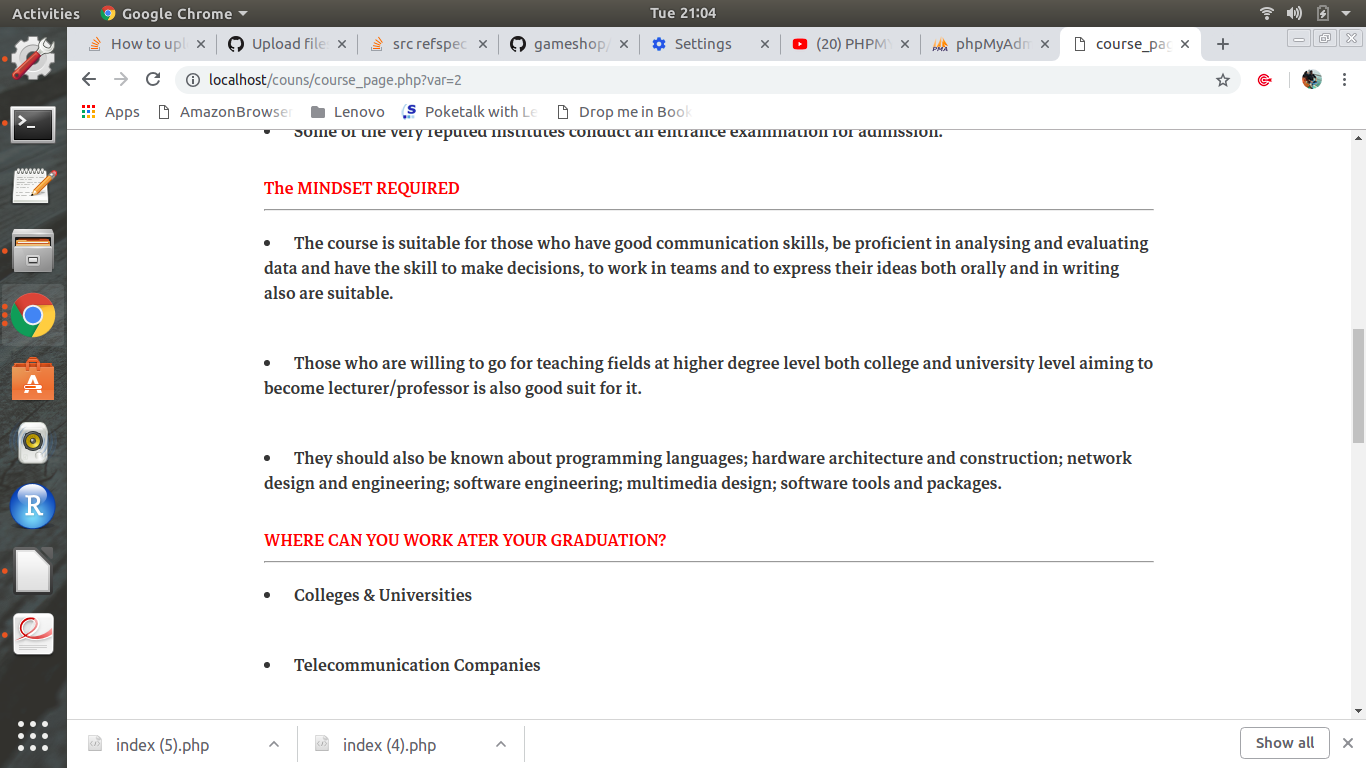 Activities Google Chrome Tue 21:04
How to upl Upload file src refspec gameshop/ Settings (20) PHPMY phpMyAdm course_pag
localhost/couns/course_page.php?var=2
Apps AmazonBrowser Lenovo Poketalk with Le Drop me in Book
Some of the very reputed institutes conduct an entrance examination for admission.
The MINDSET REQUIRED
• The course is suitable for those who have good communication skills, be proficient in analysing and evaluating
data and have the skill to make decisions, to work in teams and to express their ideas both orally and in writing
also are suitable.
• Those who are willing to go for teaching fields at higher degree level both college and university level aiming to
become lecturer/professor is also good suit for it.
• They should also be known about programming languages; hardware architecture and construction; network
design and engineering; software engineering; multimedia design; software tools and packages.
WHERE CAN YOU WORK ATER YOUR GRADUATION?
• Colleges & Universities
• Telecommunication Companies
index (5).php index (4).php Show all